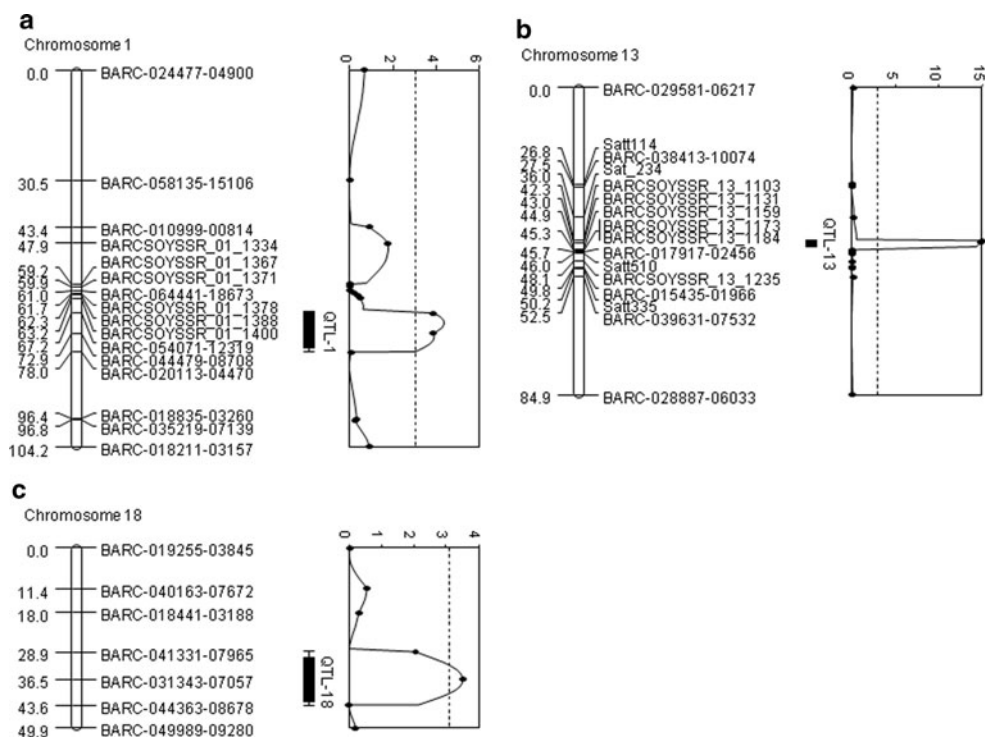 a
Chromosome 1
0 2 4 6
0.0 BARC-024477-04900
30.5 BARC-058135-15106
43.4 BARC-010999-00814
47.9 BARCSOYSSR_01_1334
59.2 BARCSOYSSR_01_1367
59.9 BARCSOYSSR_01_1371
61.0 BARC-064441-18673
61.7 BARCSOYSSR_01_1378
62.3 BARCSOYSSR_01_1388
63.2 BARCSOYSSR_01_1400
67.2 BARC-054071-12319
72.9 BARC-044479-08708
78.0 BARC-020113-04470
96.4 BARC-018835-03260
96.8 BARC-035219-07139
104.2 BARC-018211-03157
QTL-1
b
Chromosome 13
0 5 10 15
0.0 BARC-029581-06217
Satt114
26.8 BARC-038413-10074
27.5 Sat_234
36.0 BARCSOYSSR_13_1103
42.3 BARCSOYSSR_13_1131
43.0 BARCSOYSSR_13_1159
44.9 BARCSOYSSR_13_1173
45.3 BARCSOYSSR_13_1184
45.7 BARC-017917-02456
46.0 Satt510
48.1 BARCSOYSSR_13_1235
49.8 BARC-015435-01966
50.2 Satt335
52.5 BARC-039631-07532
84.9 BARC-028887-06033
QTL-13
c
Chromosome 18
0 1 2 3 4
0.0 BARC-019255-03845
11.4 BARC-040163-07672
18.0 BARC-018441-03188
28.9 BARC-041331-07965
36.5 BARC-031343-07057
43.6 BARC-044363-08678
49.9 BARC-049989-09280
QTL-18